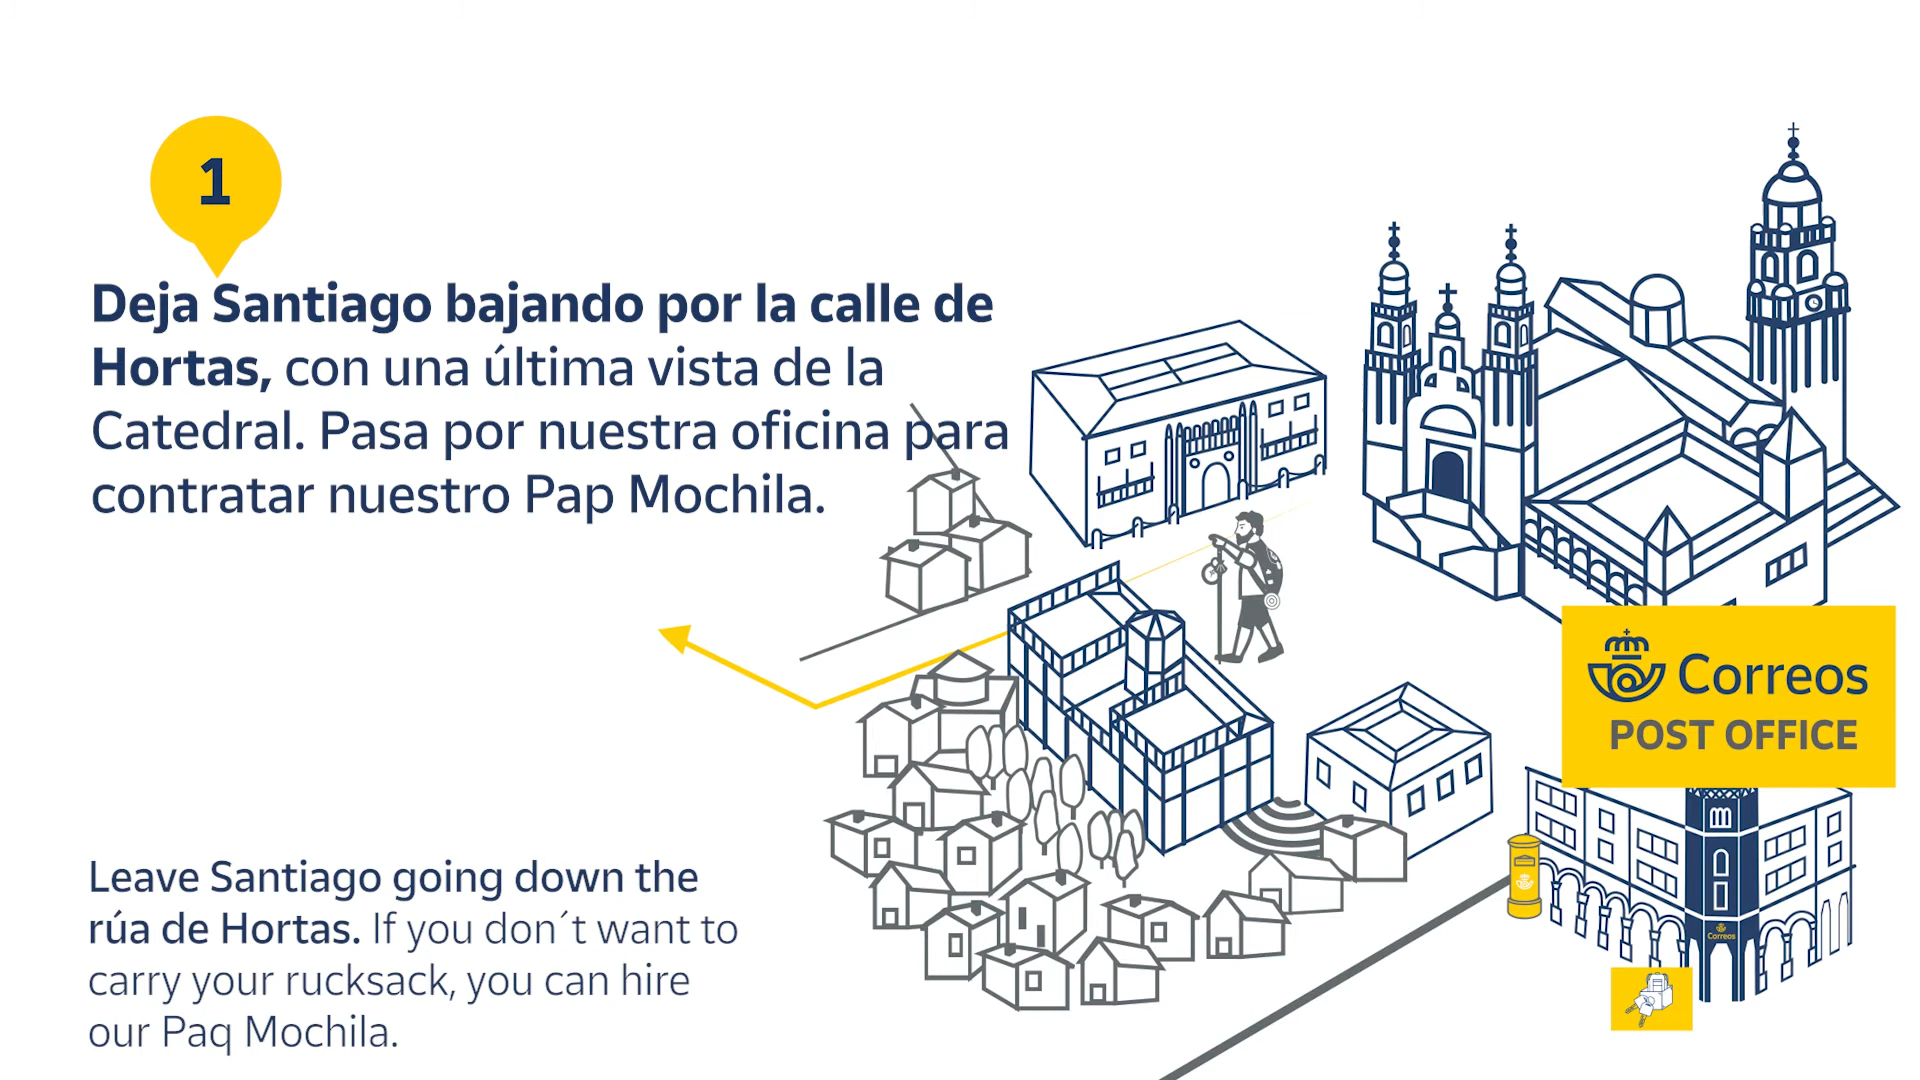 1
Deja Santiago bajando por la calle de
Hortas, con una última vista de la
Catedral. Pasa por nuestra oficina para
contratar nuestro Pap Mochila.
Correos
POST OFFICE
Correos
Leave Santiago going down the
rúa de Hortas. If you don´t want to
carry your rucksack, you can hire
our Paq Mochila.